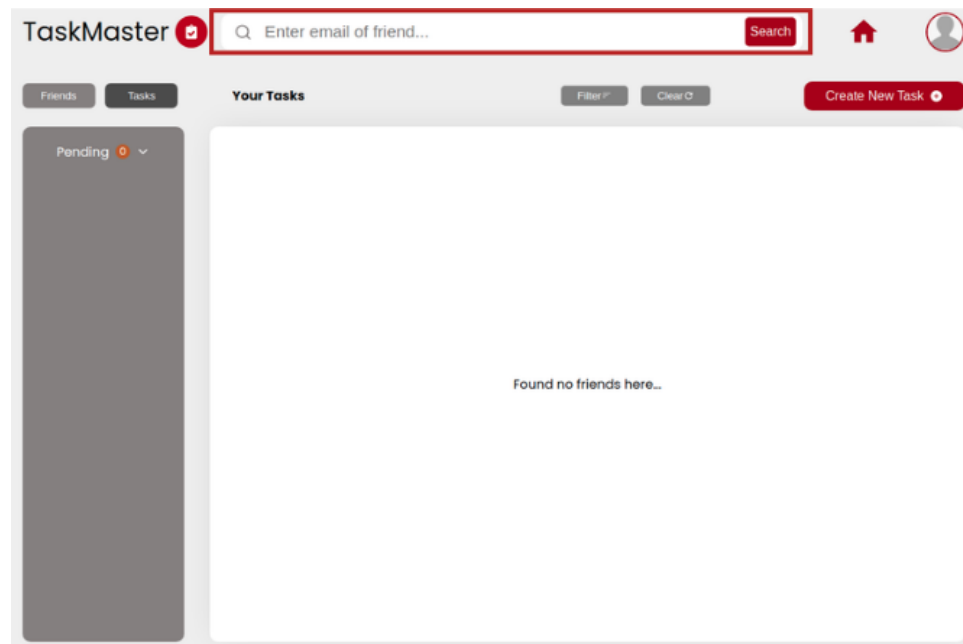 TaskMaster
Enter email of friend...
Search
Friends
Tasks
Your Tasks
Filter
Clear
Create New Task
Pending 0
Found no friends here...